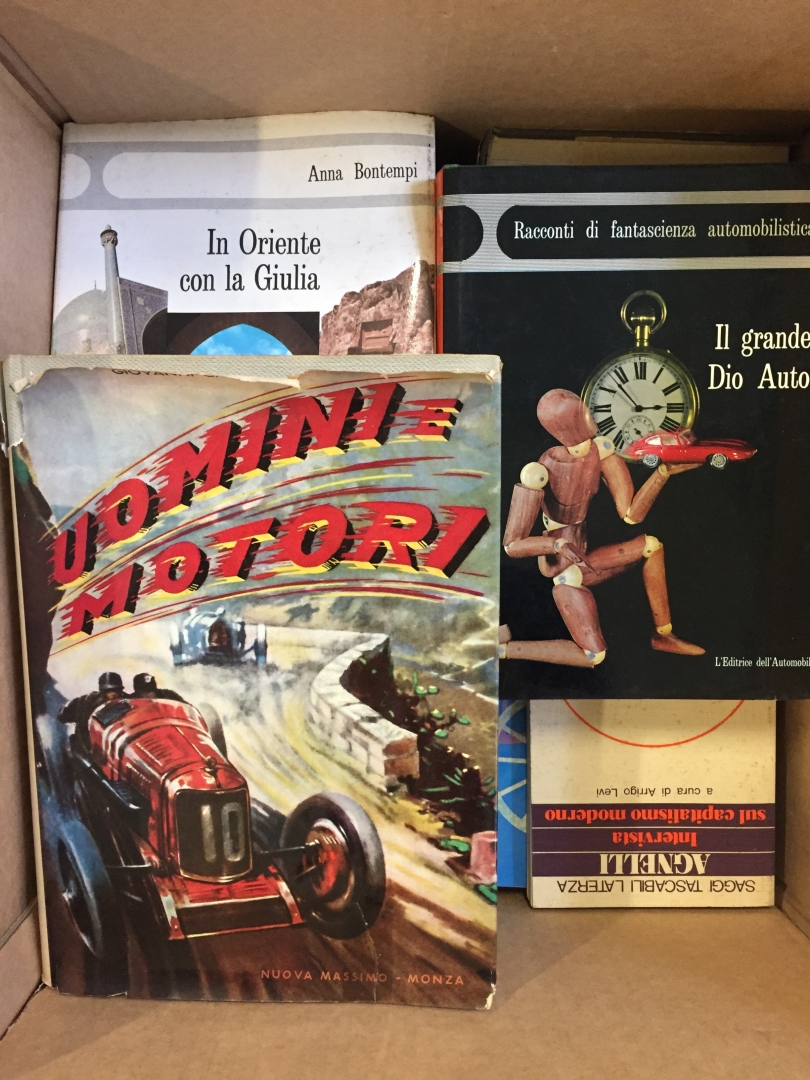 Anna Bontempi
In Oriente
con la Giulia
Racconti di fantascienza automobilistica
Il grande
Dio Auto
L'Editrice dell'Automobil
UOMINI E
MOTORI
10
NUOVA MASSIMO - MONZA
SAGGI TASCABILI LATERZA
AGNELLI
Intervista
sul capitalismo moderno
a cura di Arrigo Levi